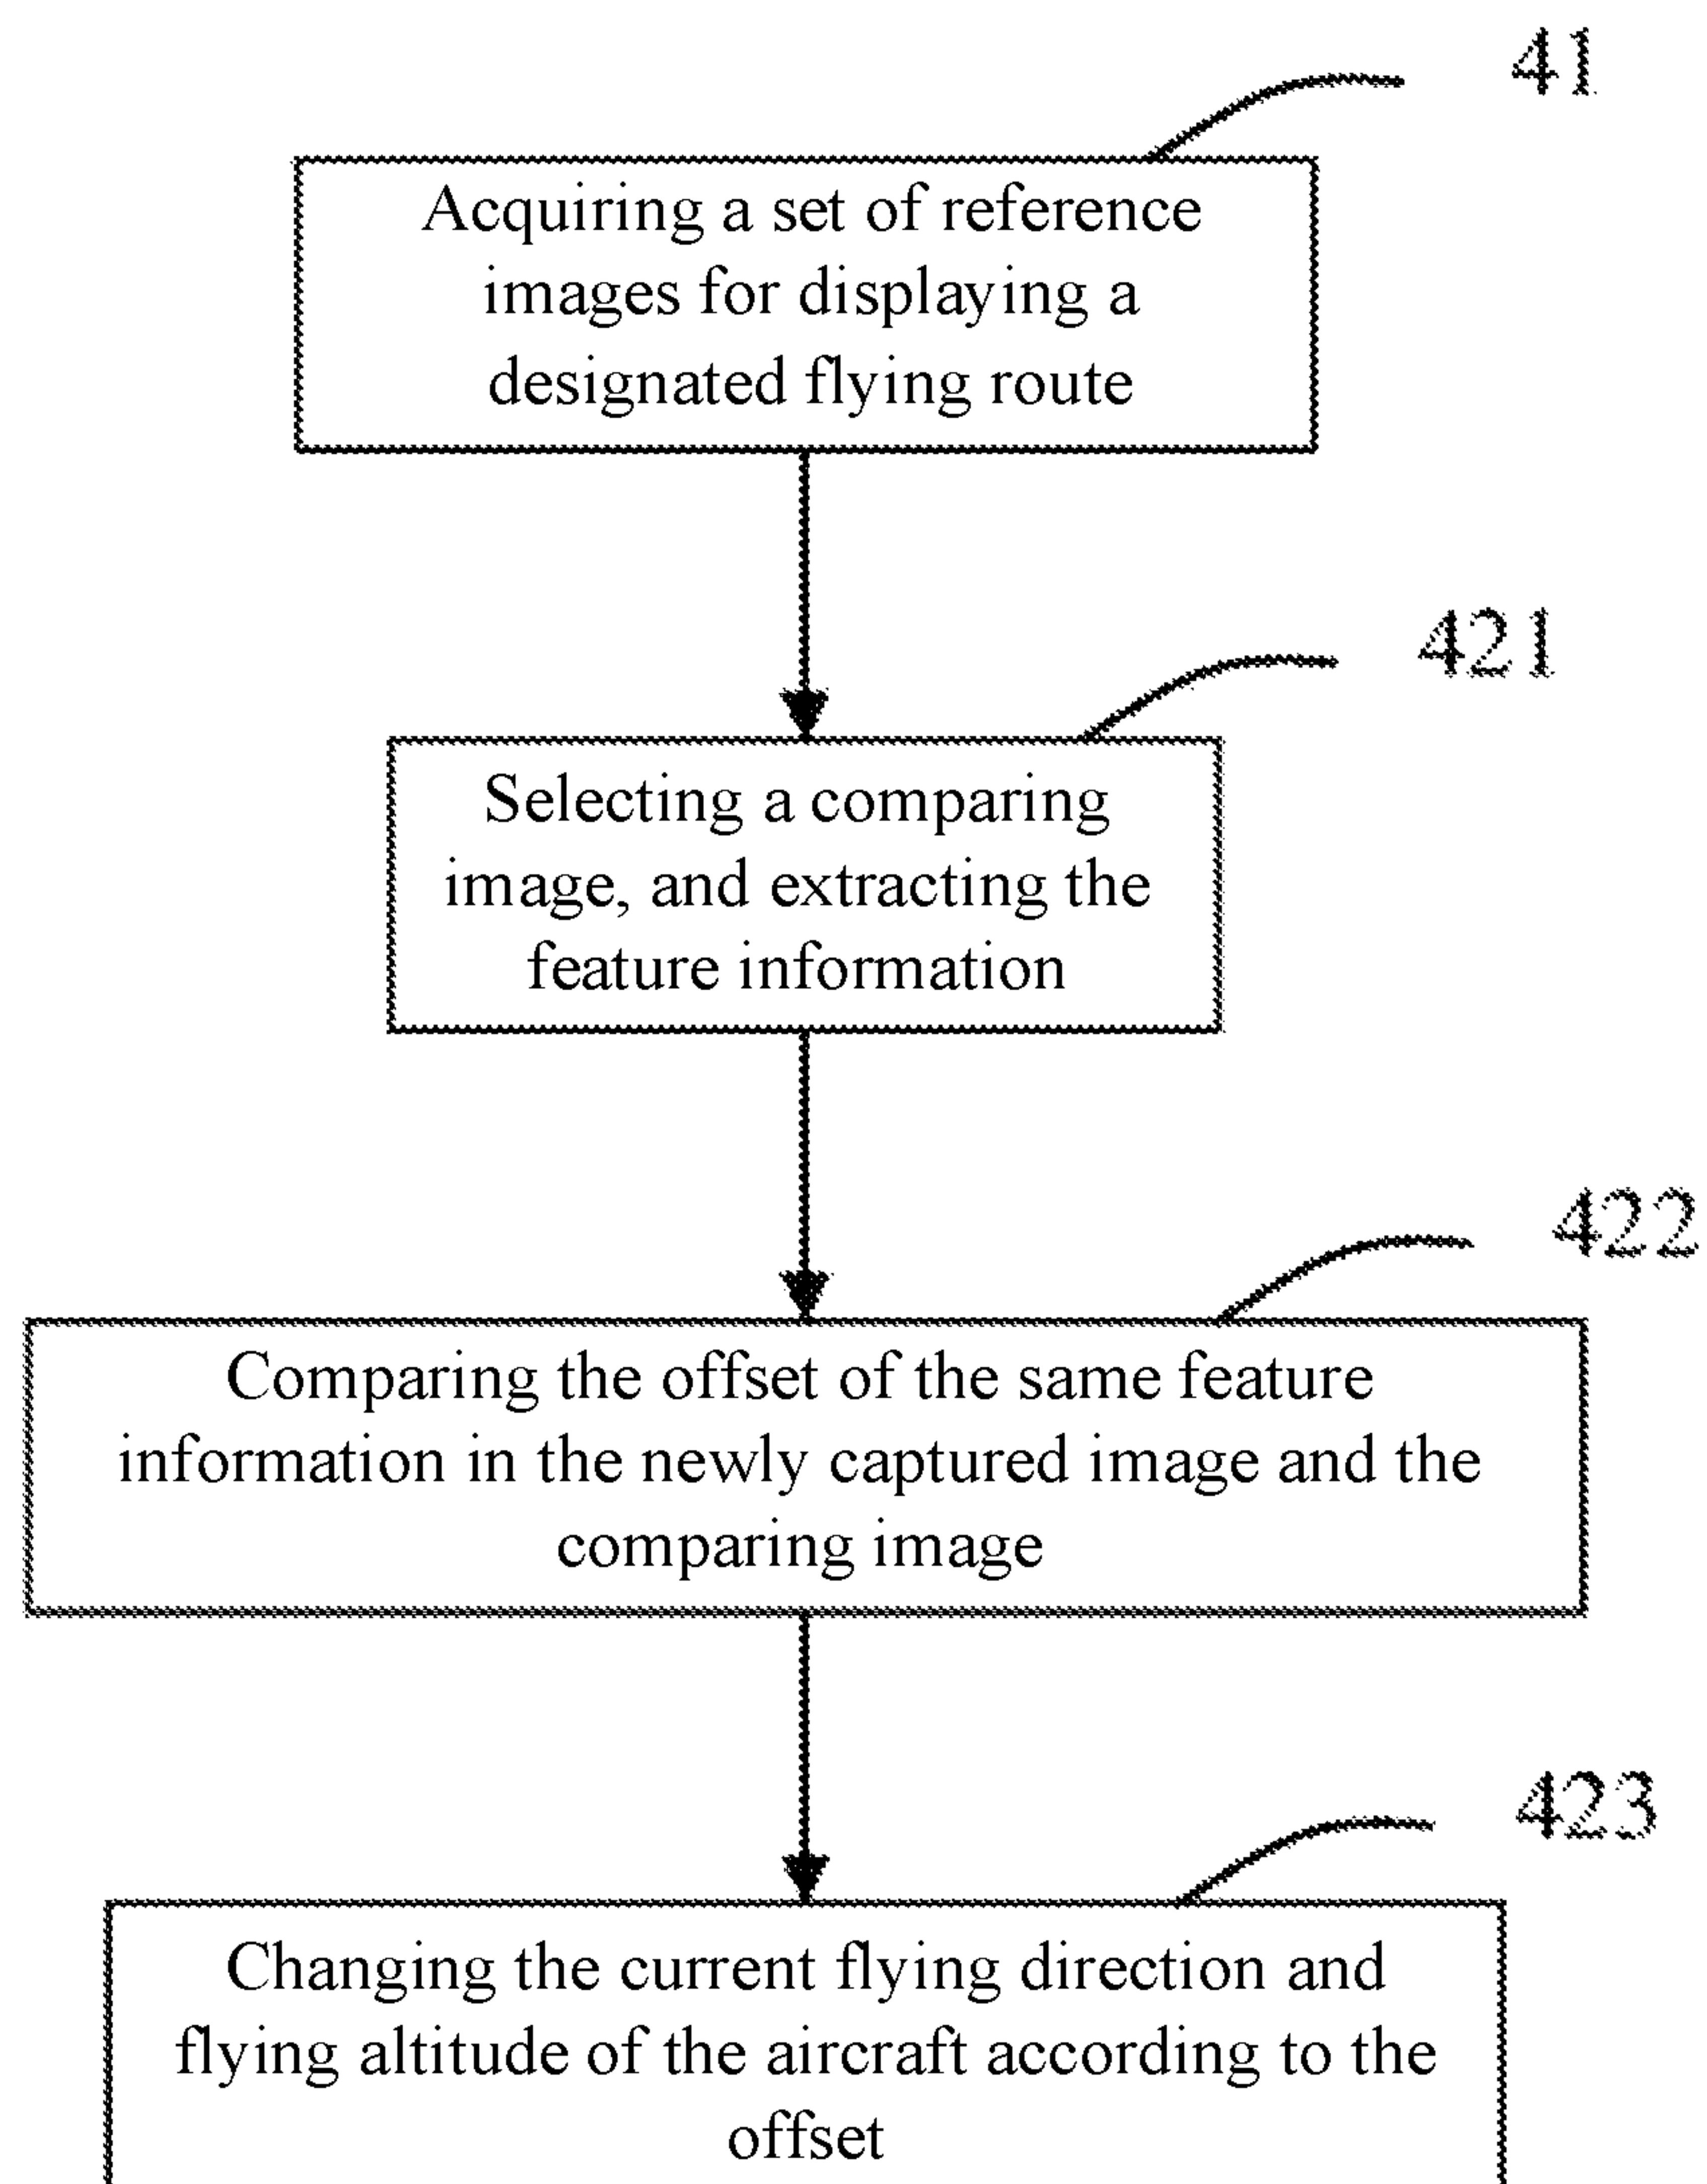 41
Acquiring a set of reference
images for displaying a
designated flying route
421
Selecting a comparing
image, and extracting the
feature information
422
Comparing the offset of the same feature
information in the newly captured image and the
comparing image
423
Changing the current flying direction and
flying altitude of the aircraft according to the
offset